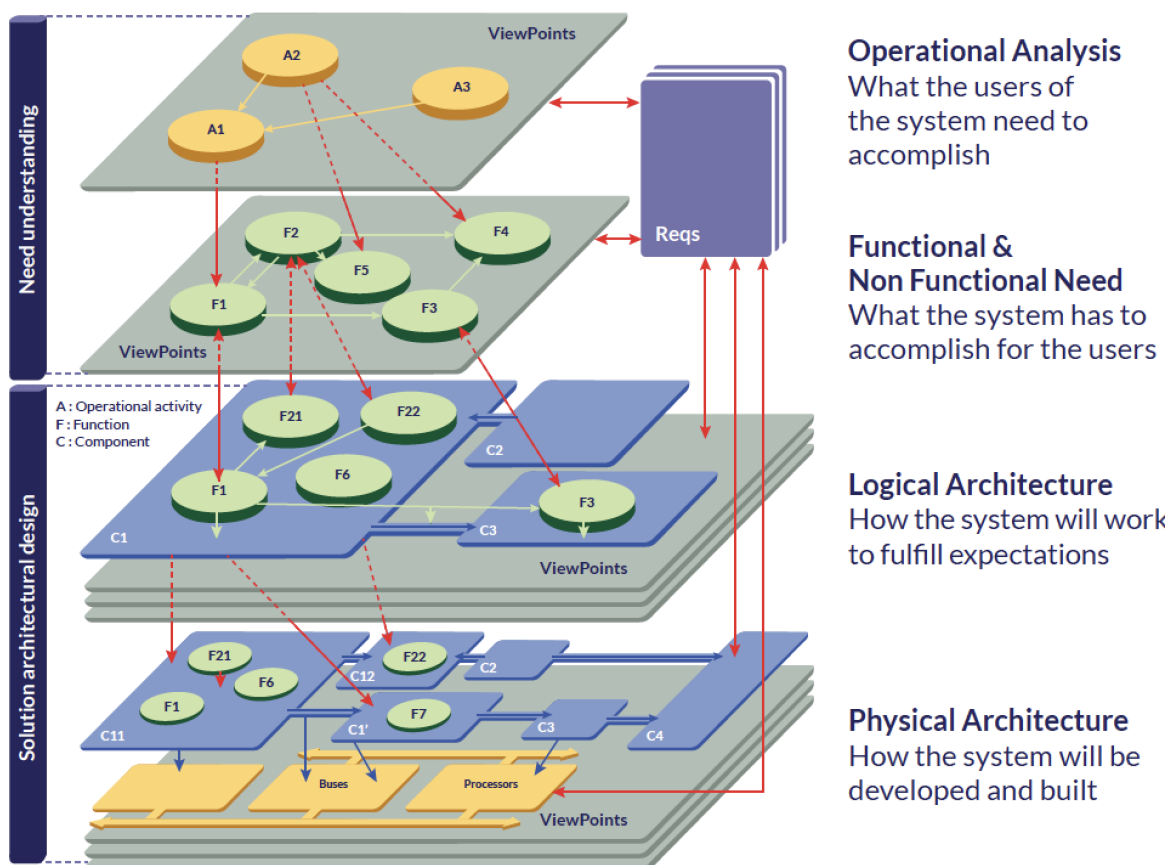 Need understanding
ViewPoints
A2
A3
A1
Reqs
F2
F4
F5
F1
F3
ViewPoints
Operational Analysis
What the users of
the system need to
accomplish
Functional &
Non Functional Need
What the system has to
accomplish for the users
Solution architectural design
A : Operational activity
F : Function
C : Component
F21
F22
C2
F6
F1
F3
C1
C3
ViewPoints
Logical Architecture
How the system will work
to fulfill expectations
F21
F22
C2
F6
C12
F1
F7
C11
C1'
C3
C4
Buses
Processors
ViewPoints
Physical Architecture
How the system will be
developed and built